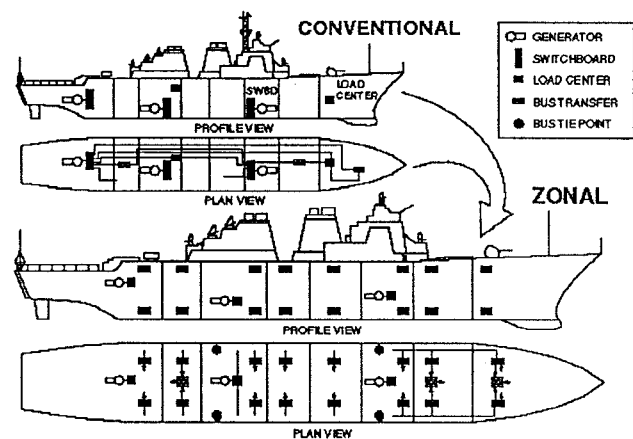 CONVENTIONAL
GENERATOR
SWITCHBOARD
LOAD CENTER
BUS TRANSFER
BUS TIE POINT
SWBD
LOAD
CENTER
PROFILE VIEW
PLAN VIEW
ZONAL
PROFILE VIEW
PLAN VIEW